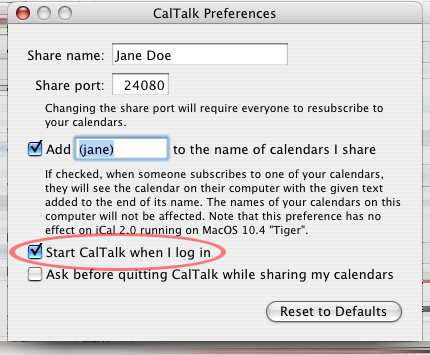 CalTalk Preferences
Share name: Jane Doe
Share port: 24080
Changing the share port will require everyone to resubscribe to
your calendars.
Add (jane) to the name of calendars I share
If checked, when someone subscribes to one of your calendars,
they will see the calendar on their computer with the given text
added to the end of its name. The names of your calendars on this
computer will not be affected. Note that this preference has no
effect on iCal 2.0 running on MacOS 10.4 "Tiger".
Start CalTalk when I log in
Ask before quitting CalTalk while sharing my calendars
Reset to Defaults